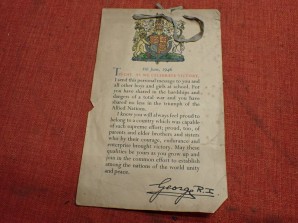 8th June, 1946
TO-DAY, AS WE CELEBRATE VICTORY,
I send this personal message to you and
all other boys and girls at school. For
you have shared in the hardships and
dangers of a total war and you have
shared no less in the triumph of the
Allied Nations.
I know you will always feel proud to
belong to a country which was capable
of such supreme effort; proud, too, of
parents and elder brothers and sisters
who by their courage, endurance and
enterprise brought victory. May these
qualities be yours as you grow up and
join in the common effort to establish
among the nations of the world unity
and peace.
George R.I.